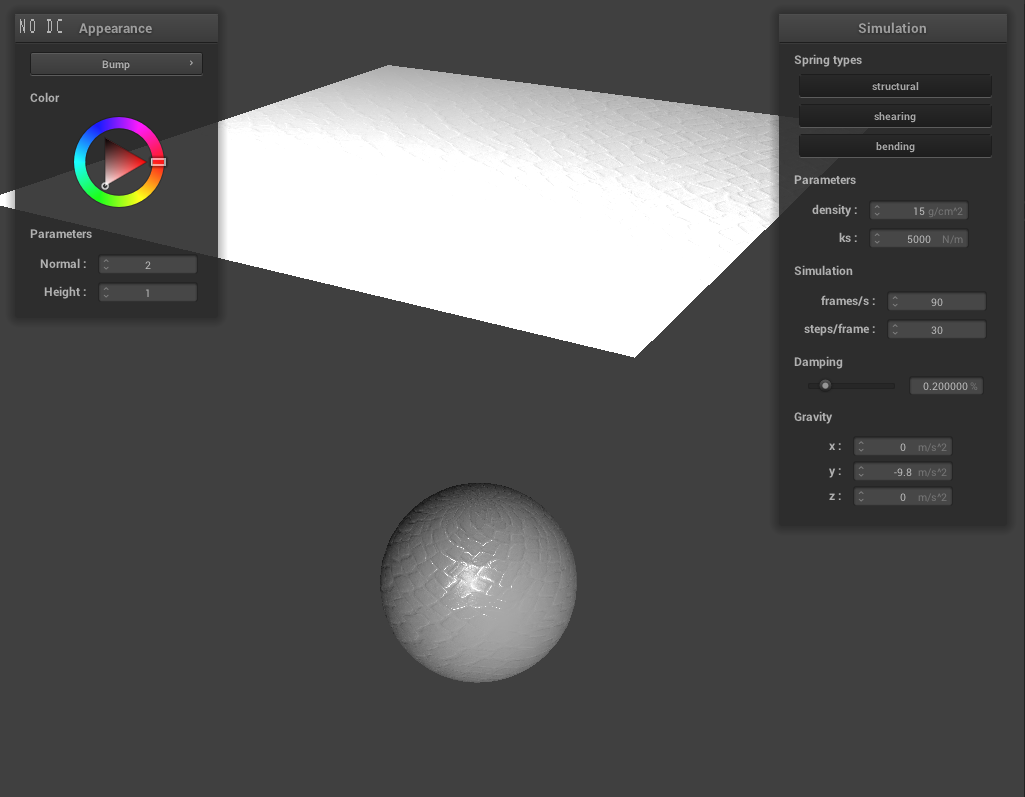 NO DC Appearance
Bump
Color
Parameters
Normal : 2
Height : 1
Simulation
Spring types
structural
shearing
bending
Parameters
density : 15 g/cm^2
ks : 5000 N/m
Simulation
frames/s : 90
steps/frame : 30
Damping
0.200000 %
Gravity
x : 0 m/s^2
y : -9.8 m/s^2
z : 0 m/s^2